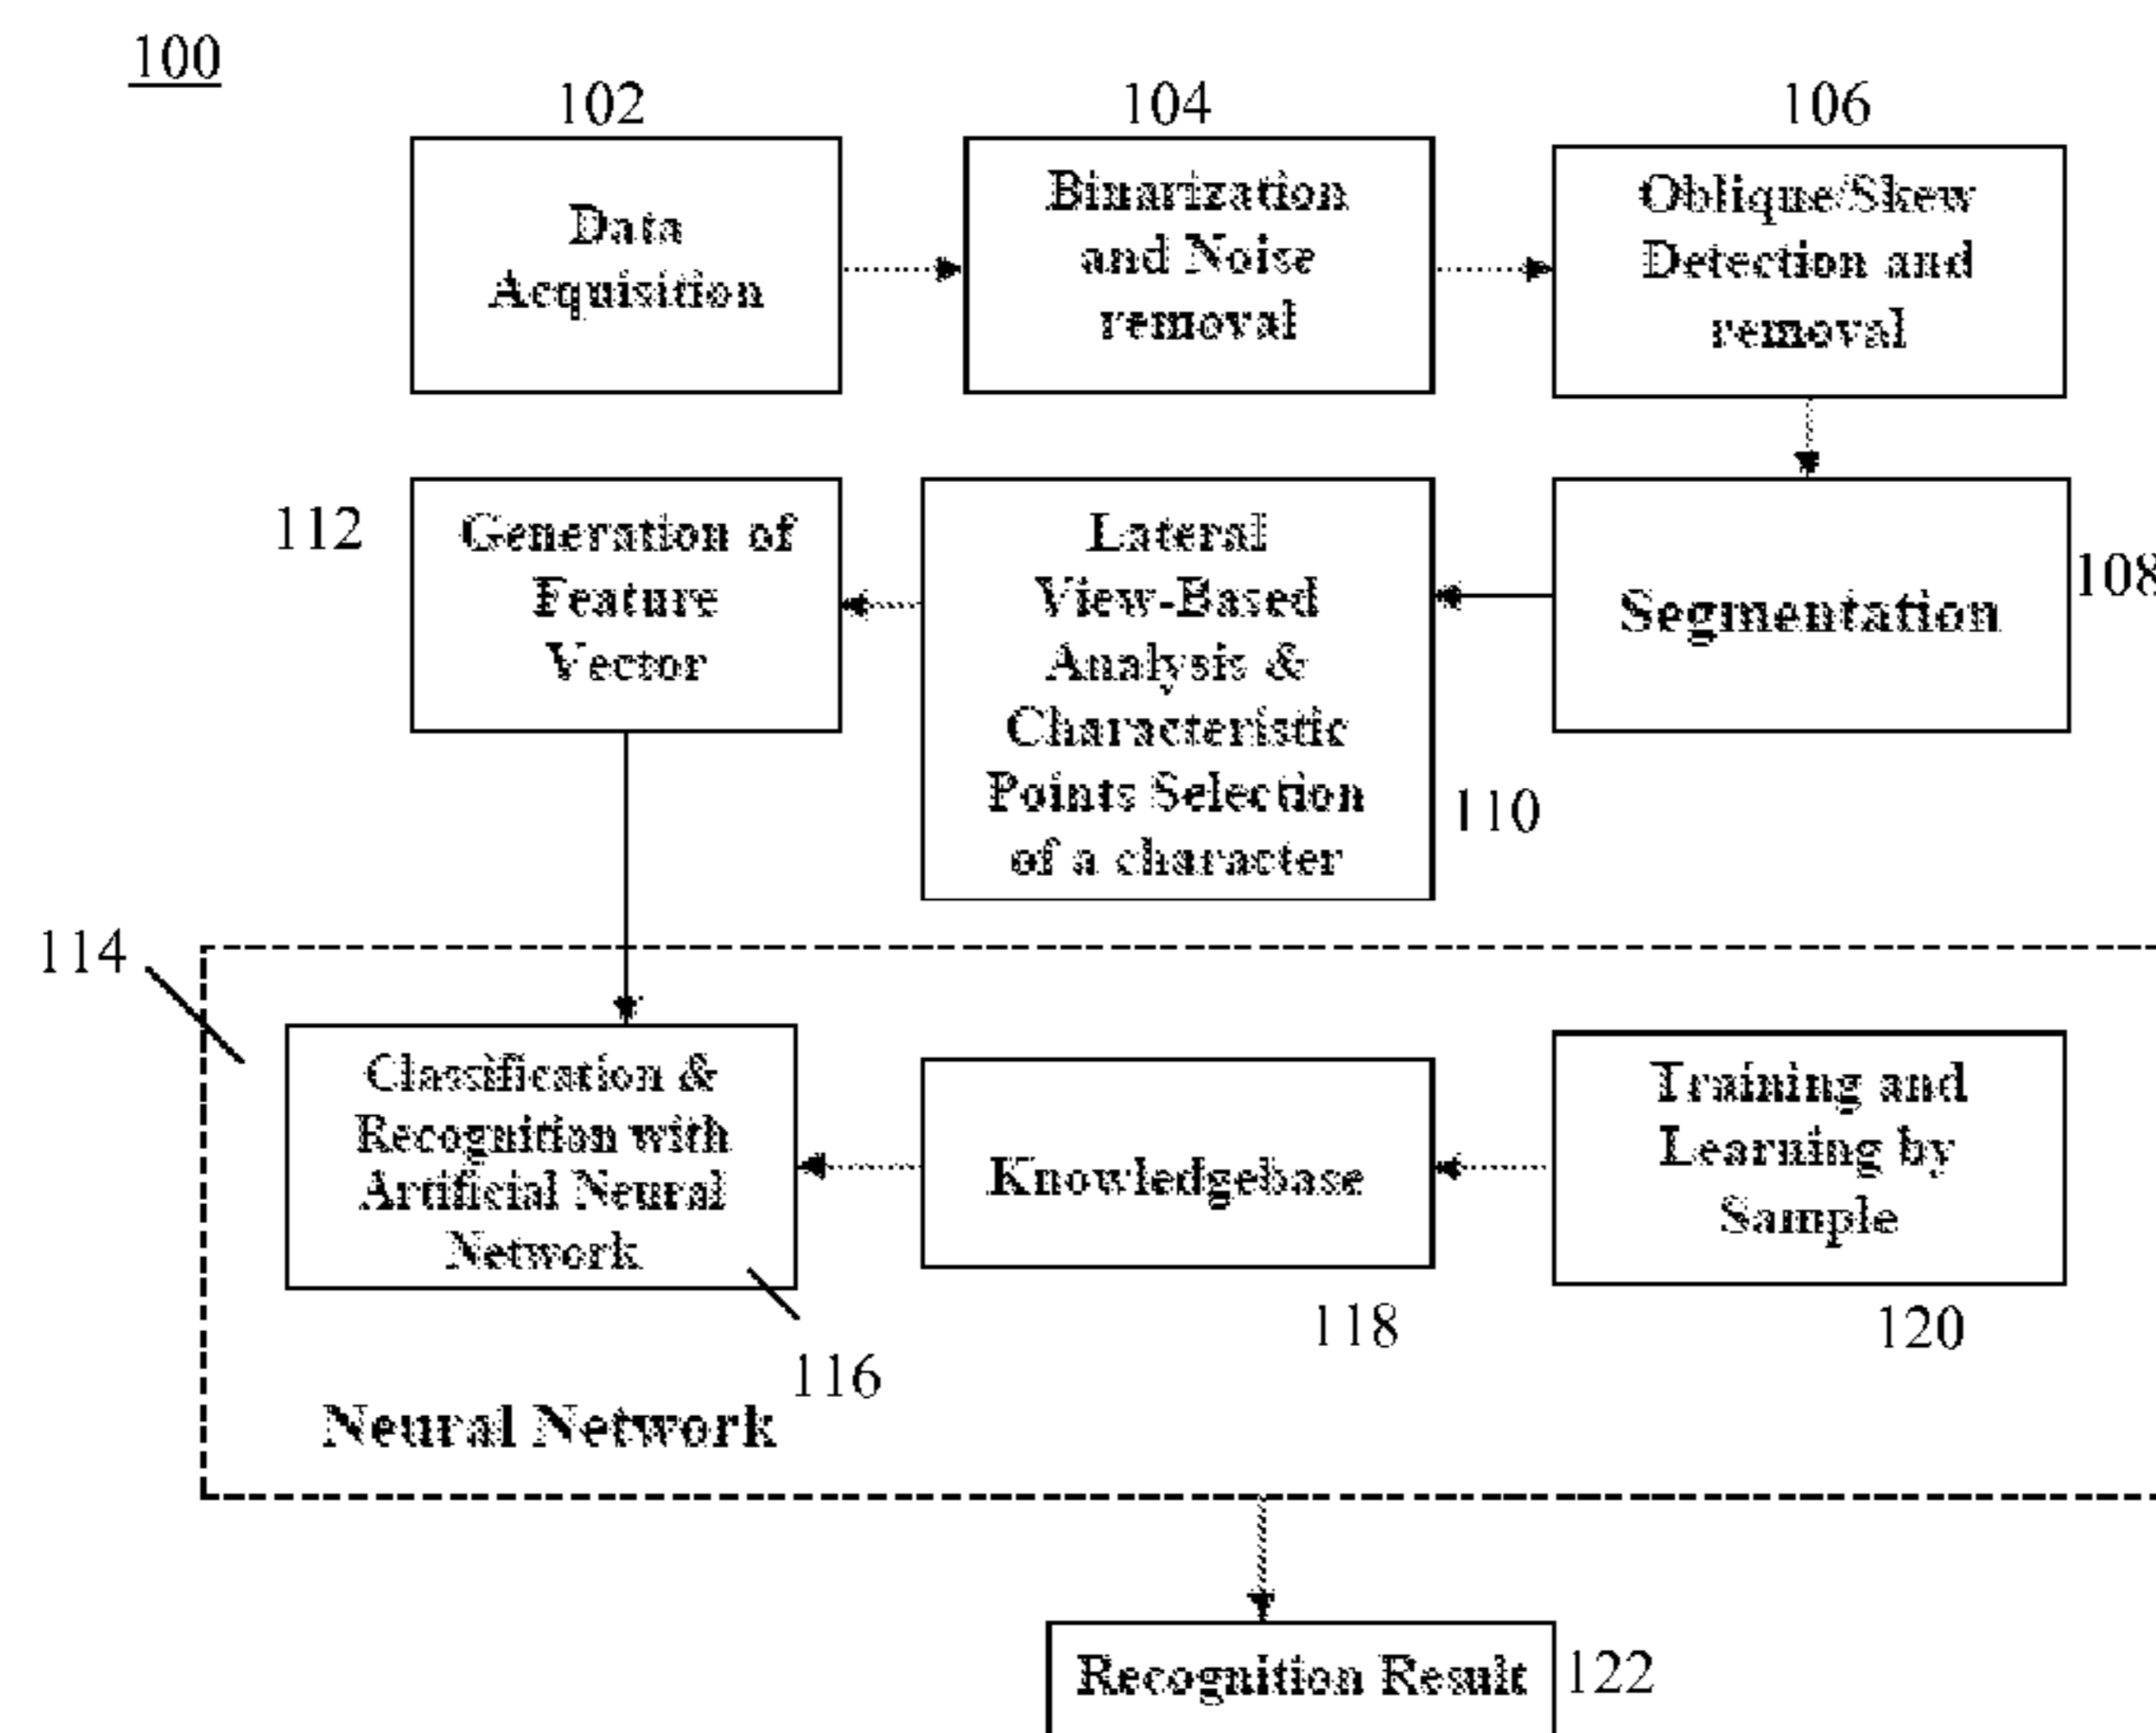 100
102
104
106
Data
Acquisition
Binarization
and Noise
removal
Oblique/Skew
Detection and
removal
112
Generation of
Feature
Vector
Lateral
View-Based
Analysis &
Characteristic
Points Selection
of a character
110
Segmentation
108
114
Classification &
Recognition with
Artificial Neural
Network
116
Knowledgebase
118
Training and
Learning by
Sample
120
Neural Network
Recognition Result
122